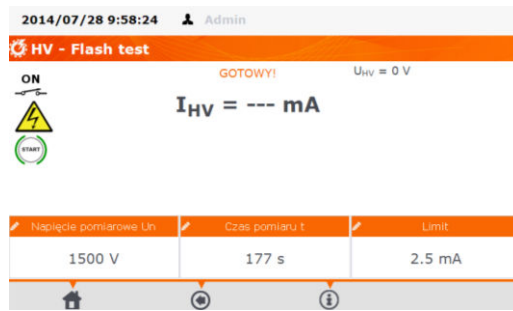 2014/07/28 9:58:24 Admin
HV - Flash test
ON
GOTOWY!
UHV = 0 V
IHV = --- mA
START
Napięcie pomiarowe Un
Czas pomiaru t
Limit
1500 V
177 s
2.5 mA